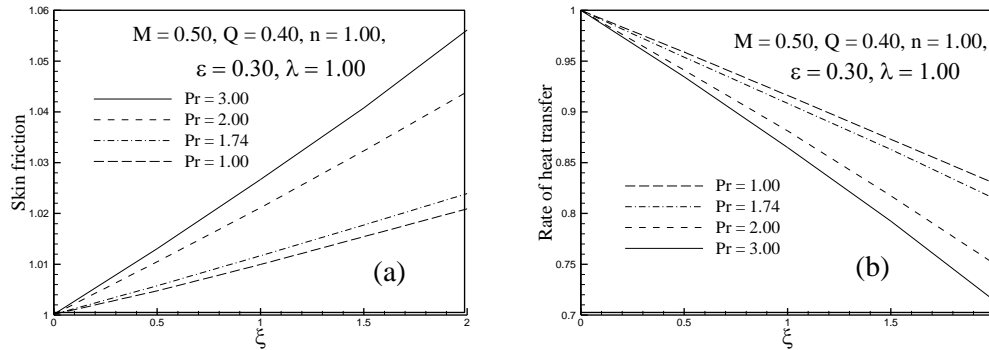 M = 0.50, Q = 0.40, n = 1.00,
ε = 0.30, λ = 1.00
Pr = 3.00
Pr = 2.00
Pr = 1.74
Pr = 1.00
(a)
Skin friction
1.06
1.05
1.04
1.03
1.02
1.01
1
0
0.5
1
1.5
2
ξ
M = 0.50, Q = 0.40, n = 1.00,
ε = 0.30, λ = 1.00
Pr = 1.00
Pr = 1.74
Pr = 2.00
Pr = 3.00
(b)
Rate of heat transfer
1
0.95
0.9
0.85
0.8
0.75
0.7
0
0.5
1
1.5
ξ